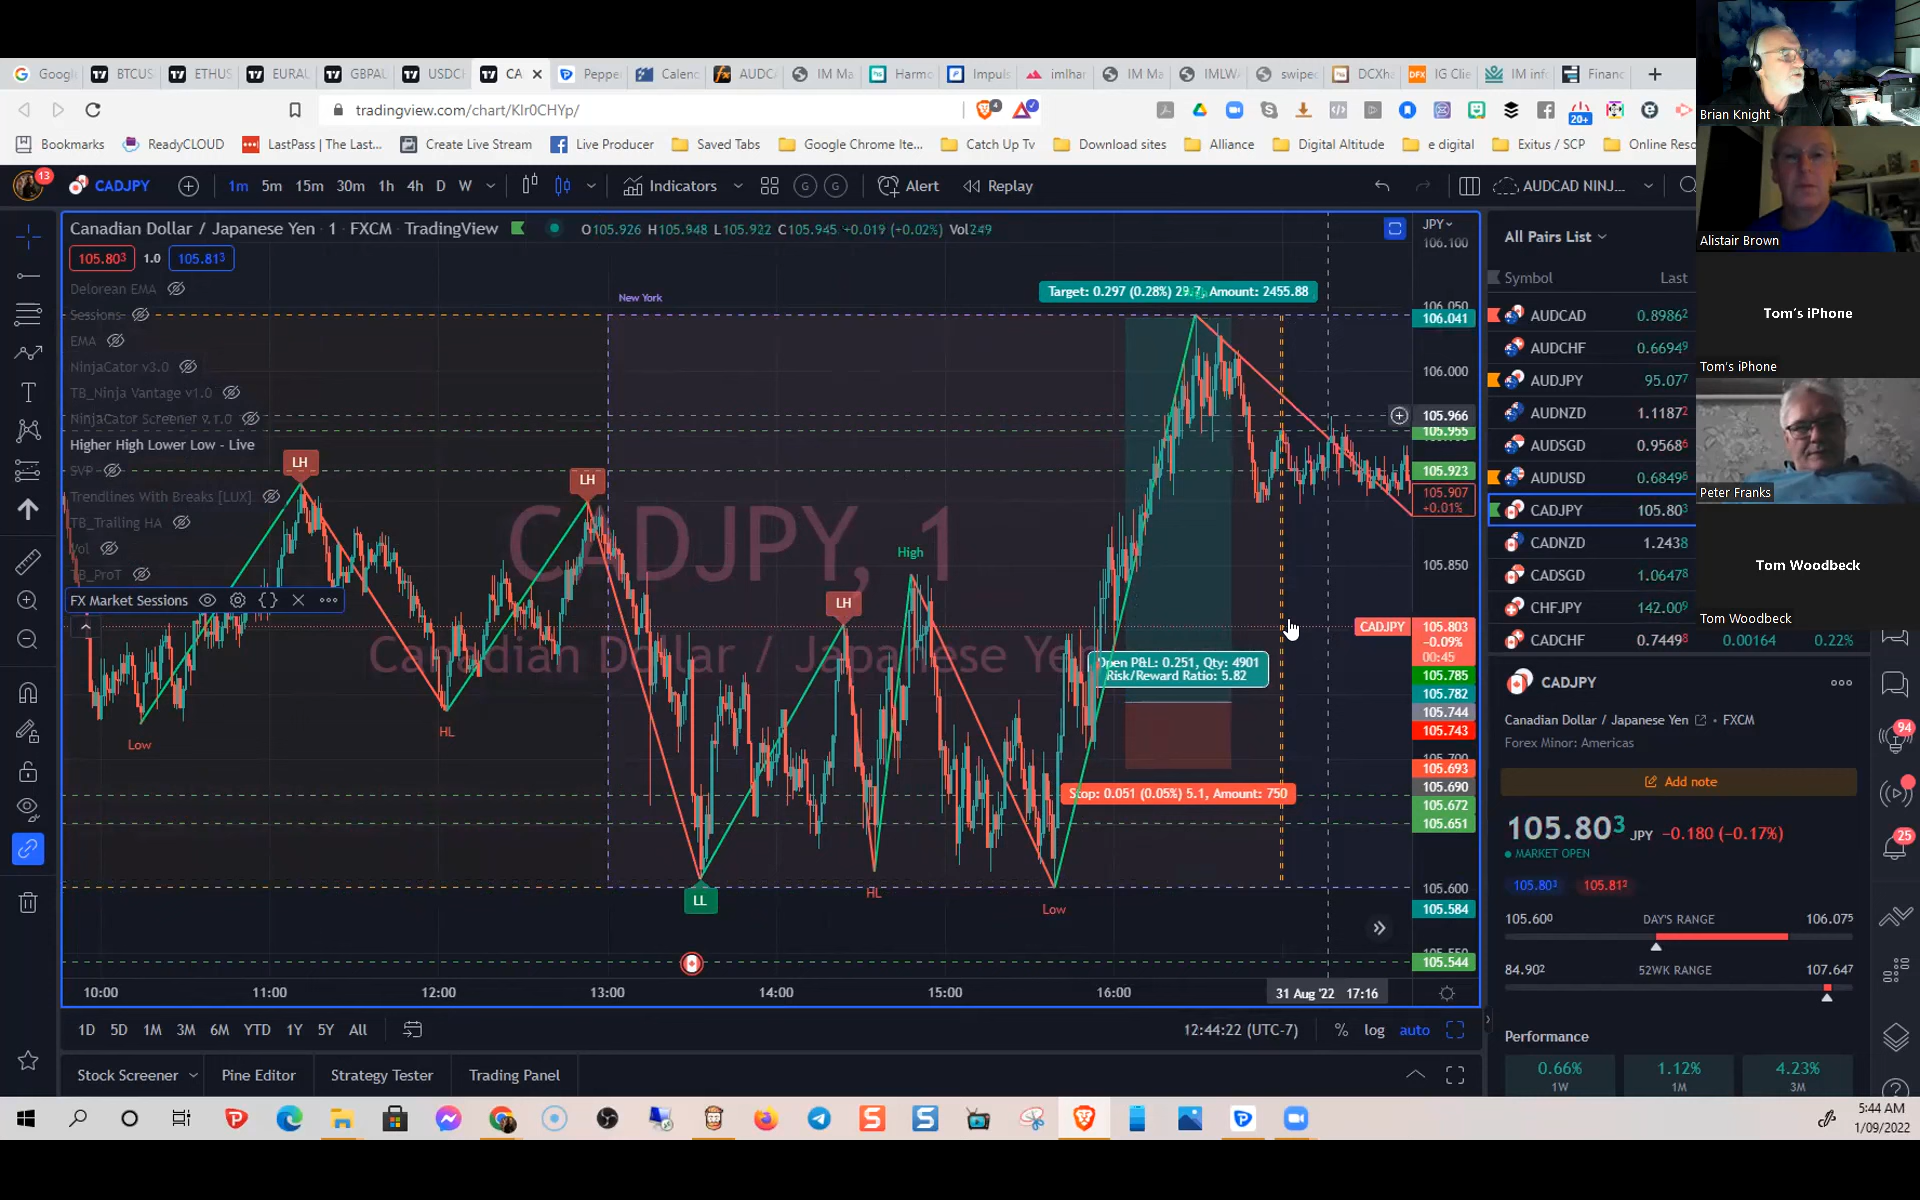 Googl
BTCUS
ETHUS
EURAU
GBPAU
USDCH
CA
Peppe
Calenc
AUDCA
IM Ma
Harmo
Impuls
imlhar
IM Ma
IMLWA
swipec
DCXha
IG Clie
IM info
Financ
tradingview.com/chart/KIr0CHYp/
Bookmarks
ReadyCLOUD
LastPass | The Last...
Create Live Stream
Live Producer
Saved Tabs
Google Chrome Ite...
Catch Up Tv
Download sites
Alliance
Digital Altitude
e digital
Exitus / SCP
Online Reso
13
CADJPY
1m 5m 15m 30m 1h 4h D W
Indicators
Alert
Replay
AUDCAD NINJ...
Canadian Dollar / Japanese Yen · 1 · FXCM · TradingView
O105.926 H105.948 L105.922 C105.945 +0.019 (+0.02%) Vol249
105.803 1.0 105.813
Delorean EMA
Sessions
EMA
NinjaCator v3.0
TB_Ninja Vantage v1.0
NinjaCator Screener v.1.0
Higher High Lower Low - Live
SVP
Trendlines With Breaks [LUX]
TB_Trailing HA
Vol
TB_ProT
FX Market Sessions
New York
CADJPY, 1
Canadian Dollar / Japanese Ye
LH
LH
LH
High
Low
HL
LL
HL
Low
Target: 0.297 (0.28%) 29.7, Amount: 2455.88
Open P&L: 0.251, Qty: 4901
Risk/Reward Ratio: 5.82
Stop: 0.051 (0.05%) 5.1, Amount: 750
JPY
106.100
106.050
106.041
106.000
105.966
105.955
105.923
105.907
+0.01%
105.850
CADJPY
105.803
-0.09%
00:45
105.785
105.782
105.744
105.743
105.700
105.693
105.690
105.672
105.651
105.600
105.584
105.550
105.544
10:00 11:00 12:00 13:00 14:00 15:00 16:00 31 Aug '22 17:16
1D 5D 1M 3M 6M YTD 1Y 5Y All
12:44:22 (UTC-7) % log auto
Stock Screener
Pine Editor
Strategy Tester
Trading Panel
All Pairs List
Symbol Last
AUDCAD 0.89862
AUDCHF 0.66949
AUDJPY 95.077
AUDNZD 1.11872
AUDSGD 0.95686
AUDUSD 0.68495
CADJPY 105.803
CADNZD 1.2438
CADSGD 1.06478
CHFJPY 142.009
CADCHF 0.74498 0.00164 0.22%
CADJPY
Canadian Dollar / Japanese Yen · FXCM
Forex Minor: Americas
Add note
105.803 JPY -0.180 (-0.17%)
MARKET OPEN
105.803 105.812
105.600 DAY'S RANGE 106.075
84.902 52WK RANGE 107.647
Performance
0.66% 1.12% 4.23%
1W 1M 3M
94
25
20+
Brian Knight
Alistair Brown
Tom's iPhone
Tom's iPhone
Peter Franks
Tom Woodbeck
Tom Woodbeck
5:44 AM
1/09/2022